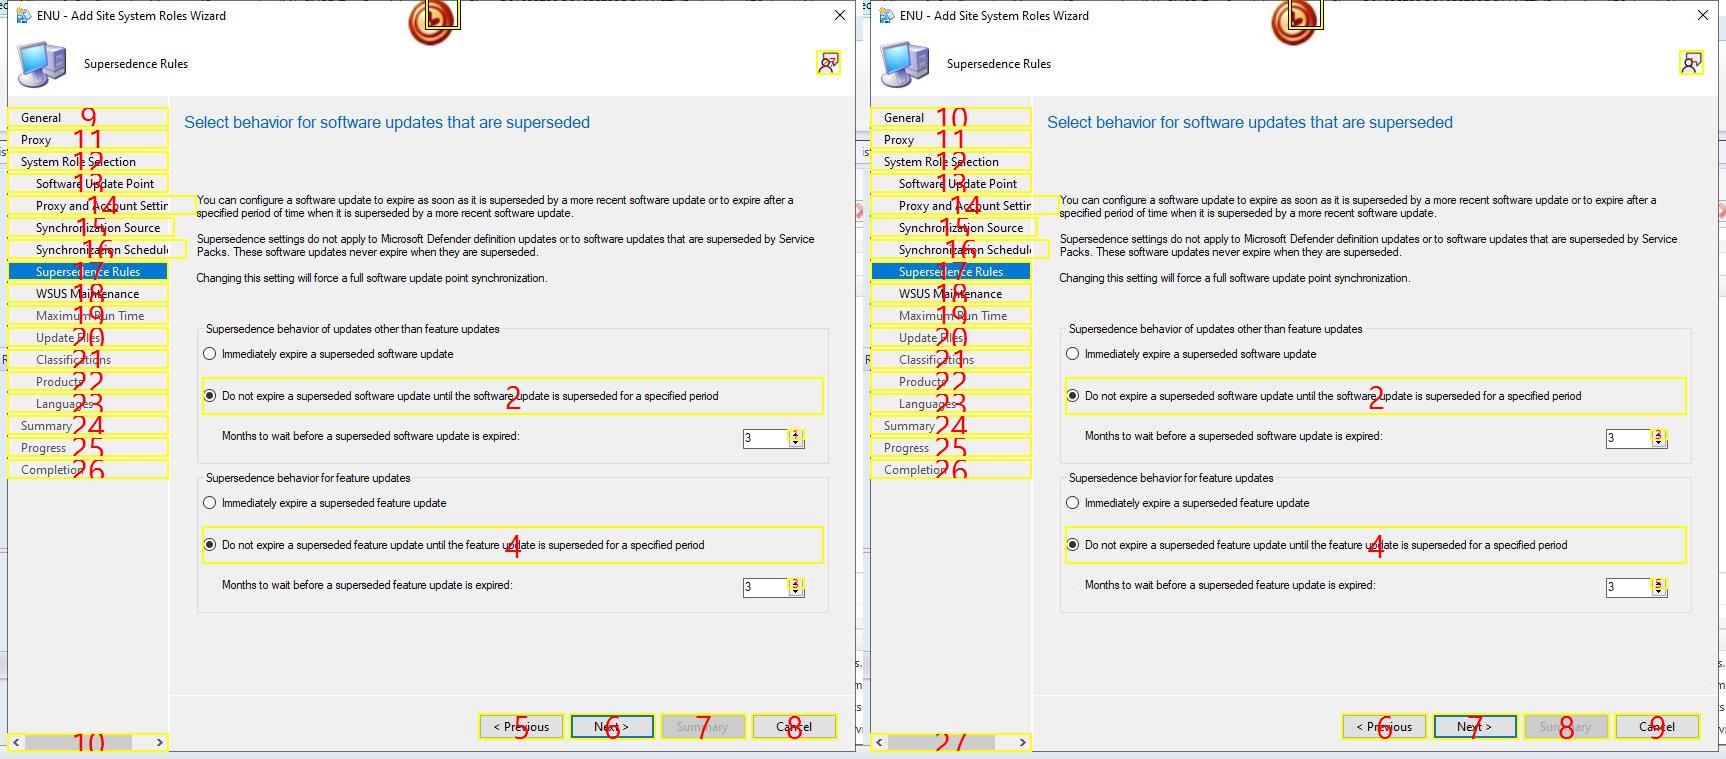 ENU - Add Site System Roles Wizard
Supersedence Rules
General 9
Proxy 11
System Role Selection 12
Software Update Point 13
Proxy and Account Settin 14
Synchronization Source 15
Synchronization Schedule 16
Supersedence Rules 17
WSUS Maintenance 18
Maximum Run Time 19
Update Files 20
Classifications 21
Products 22
Languages 23
Summary 24
Progress 25
Completion 26
10
Select behavior for software updates that are superseded
You can configure a software update to expire as soon as it is superseded by a more recent software update or to expire after a
specified period of time when it is superseded by a more recent software update.
Supersedence settings do not apply to Microsoft Defender definition updates or to software updates that are superseded by Service
Packs. These software updates never expire when they are superseded.
Changing this setting will force a full software update point synchronization.
Supersedence behavior of updates other than feature updates
Immediately expire a superseded software update
Do not expire a superseded software update until the software update is superseded for a specified period 2
Months to wait before a superseded software update is expired: 3
Supersedence behavior for feature updates
Immediately expire a superseded feature update
Do not expire a superseded feature update until the feature update is superseded for a specified period 4
Months to wait before a superseded feature update is expired: 3 3
< Previous 5
Next > 6
Summary 7
Cancel 8
ENU - Add Site System Roles Wizard
Supersedence Rules
General 10
Proxy 11
System Role Selection 12
Software Update Point 13
Proxy and Account Settin 14
Synchronization Source 15
Synchronization Schedule 16
Supersedence Rules 17
WSUS Maintenance 18
Maximum Run Time 19
Update Files 20
Classifications 21
Products 22
Languages 23
Summary 24
Progress 25
Completion 26
27
Select behavior for software updates that are superseded
You can configure a software update to expire as soon as it is superseded by a more recent software update or to expire after a
specified period of time when it is superseded by a more recent software update.
Supersedence settings do not apply to Microsoft Defender definition updates or to software updates that are superseded by Service
Packs. These software updates never expire when they are superseded.
Changing this setting will force a full software update point synchronization.
Supersedence behavior of updates other than feature updates
Immediately expire a superseded software update
Do not expire a superseded software update until the software update is superseded for a specified period 2
Months to wait before a superseded software update is expired: 3 3
Supersedence behavior for feature updates
Immediately expire a superseded feature update
Do not expire a superseded feature update until the feature update is superseded for a specified period 4
Months to wait before a superseded feature update is expired: 3 5
< Previous 6
Next > 7
Summary 8
Cancel 9